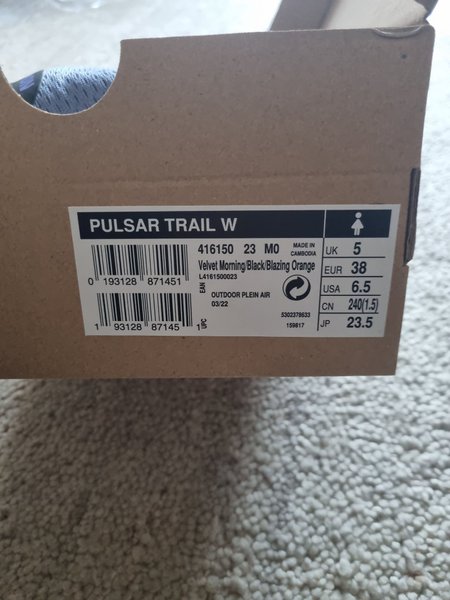 PULSAR TRAIL W
416150 23 M0
MADE IN
CAMBODIA
Velvet Morning/Black/Blazing Orange
L4161500023
0 193128 871451
EAN
OUTDOOR PLEIN AIR
03/22
5302378633
159817
1 93128 87145 1
UPC
UK 5
EUR 38
USA 6.5
CN 240(1.5)
JP 23.5